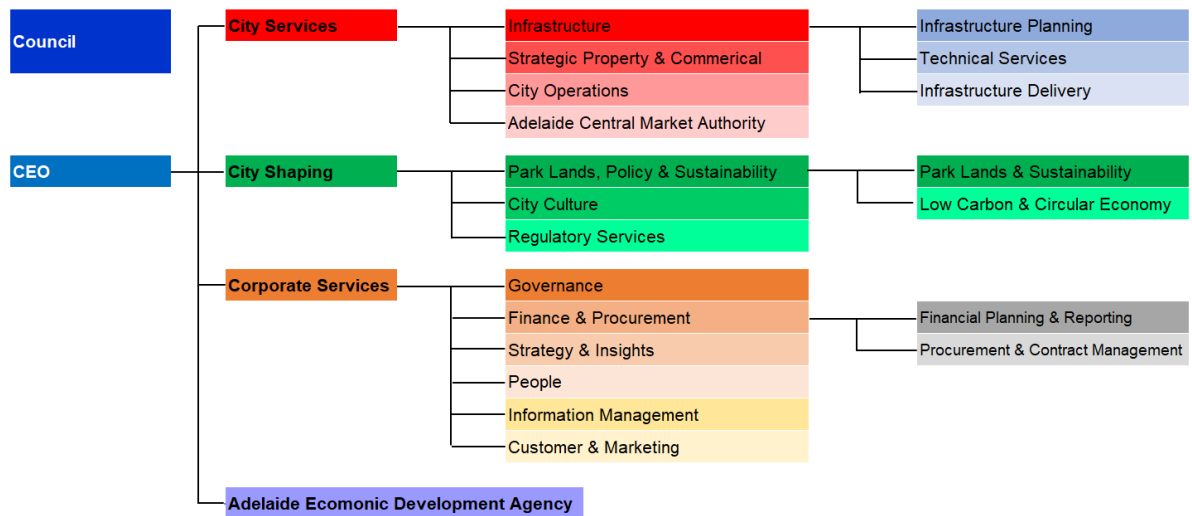 Council
CEO
City Services
Infrastructure
Strategic Property & Commerical
City Operations
Adelaide Central Market Authority
Infrastructure Planning
Technical Services
Infrastructure Delivery
City Shaping
Park Lands, Policy & Sustainability
City Culture
Regulatory Services
Park Lands & Sustainability
Low Carbon & Circular Economy
Corporate Services
Governance
Finance & Procurement
Strategy & Insights
People
Information Management
Customer & Marketing
Financial Planning & Reporting
Procurement & Contract Management
Adelaide Ecomonic Development Agency